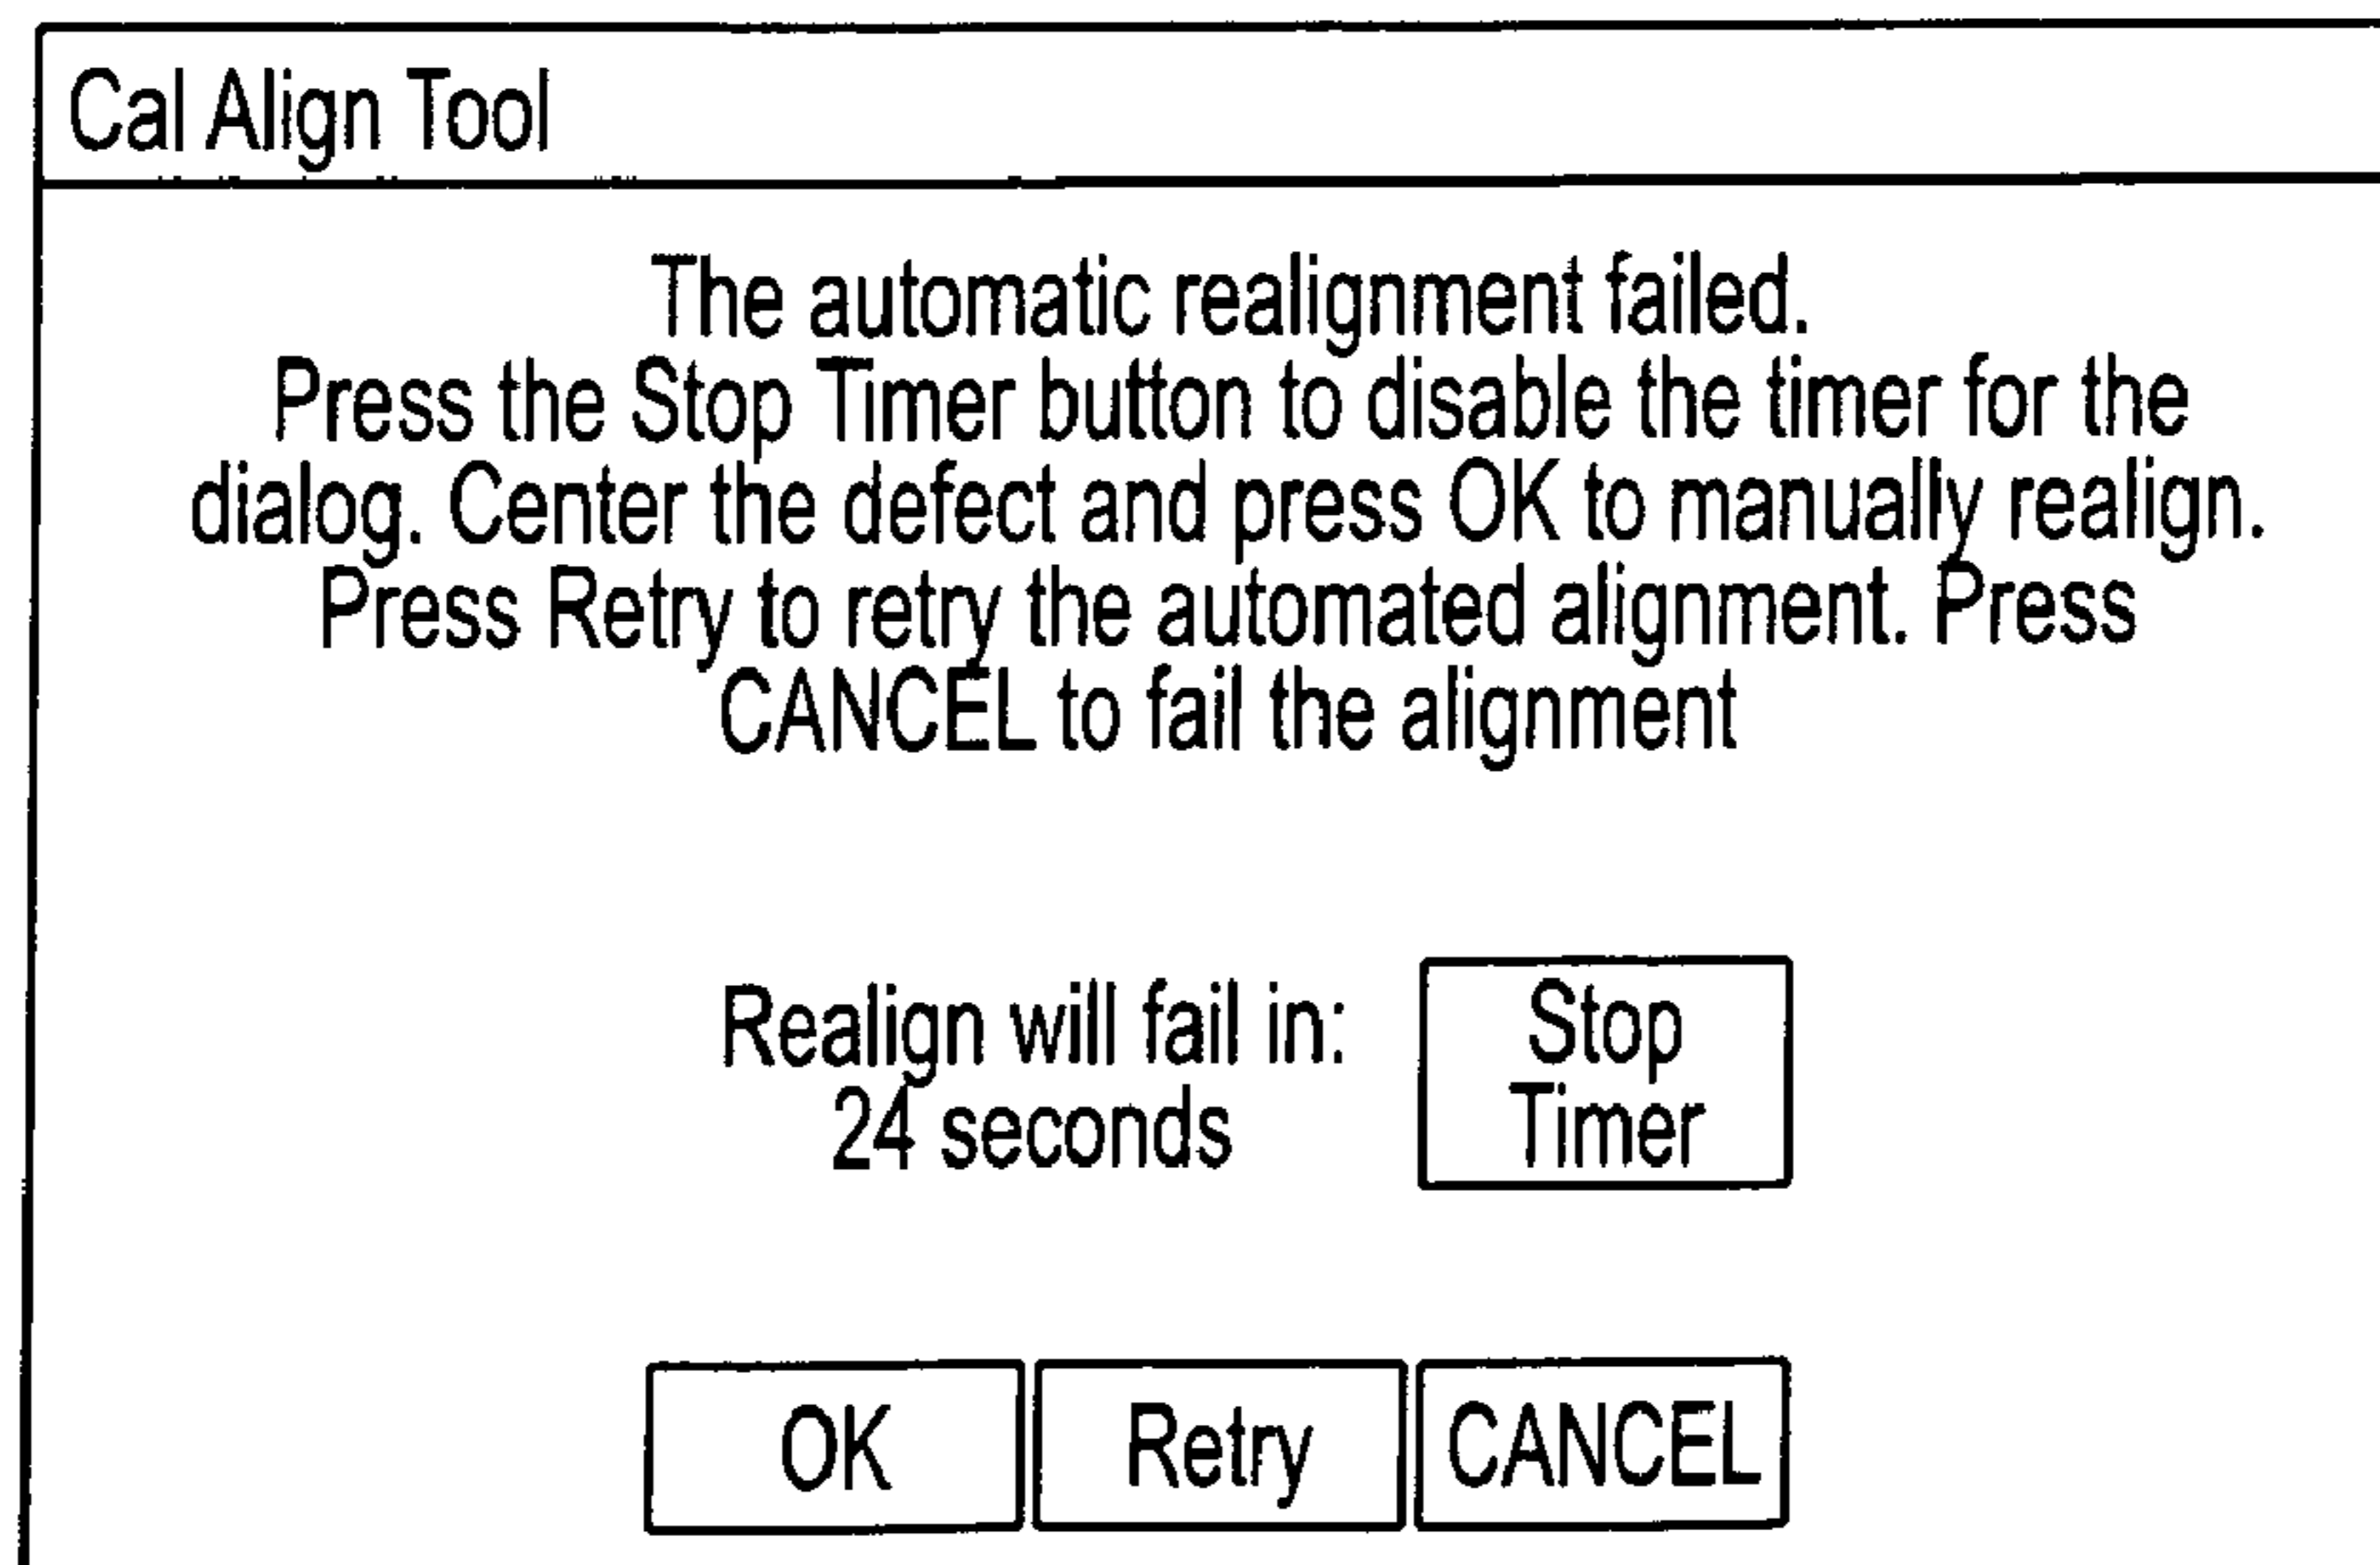 Cal Align Tool
The automatic realignment failed.
Press the Stop Timer button to disable the timer for the
dialog. Center the defect and press OK to manually realign.
Press Retry to retry the automated alignment. Press
CANCEL to fail the alignment
Realign will fail in:
24 seconds
Stop
Timer
OK
Retry
CANCEL